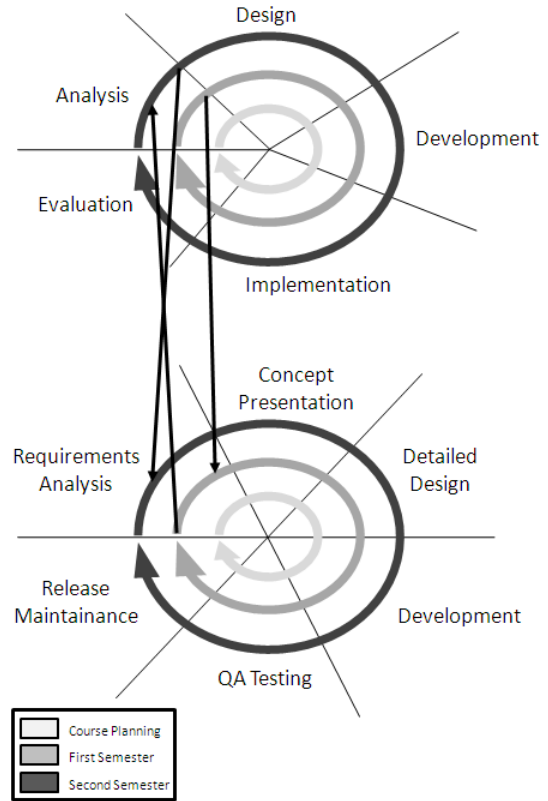 Design
Analysis
Development
Evaluation
Implementation
Concept
Presentation
Requirements
Analysis
Detailed
Design
Release
Maintainance
Development
QA Testing
Course Planning
First Semester
Second Semester